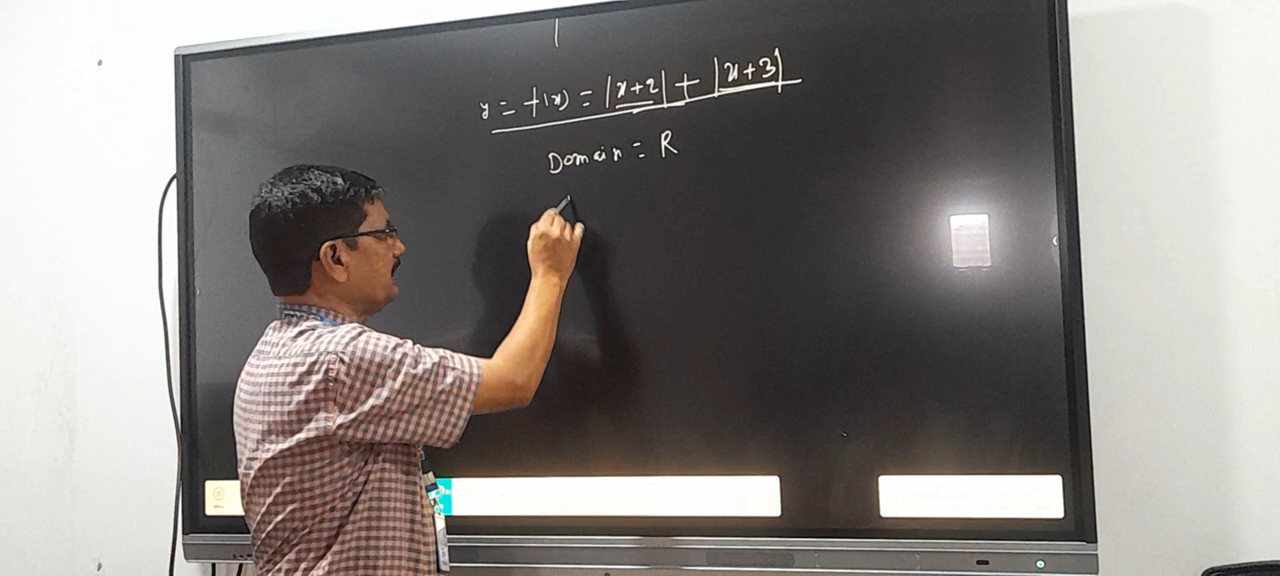 y = f(x) = |x+2| + |x+3|
Domain = R